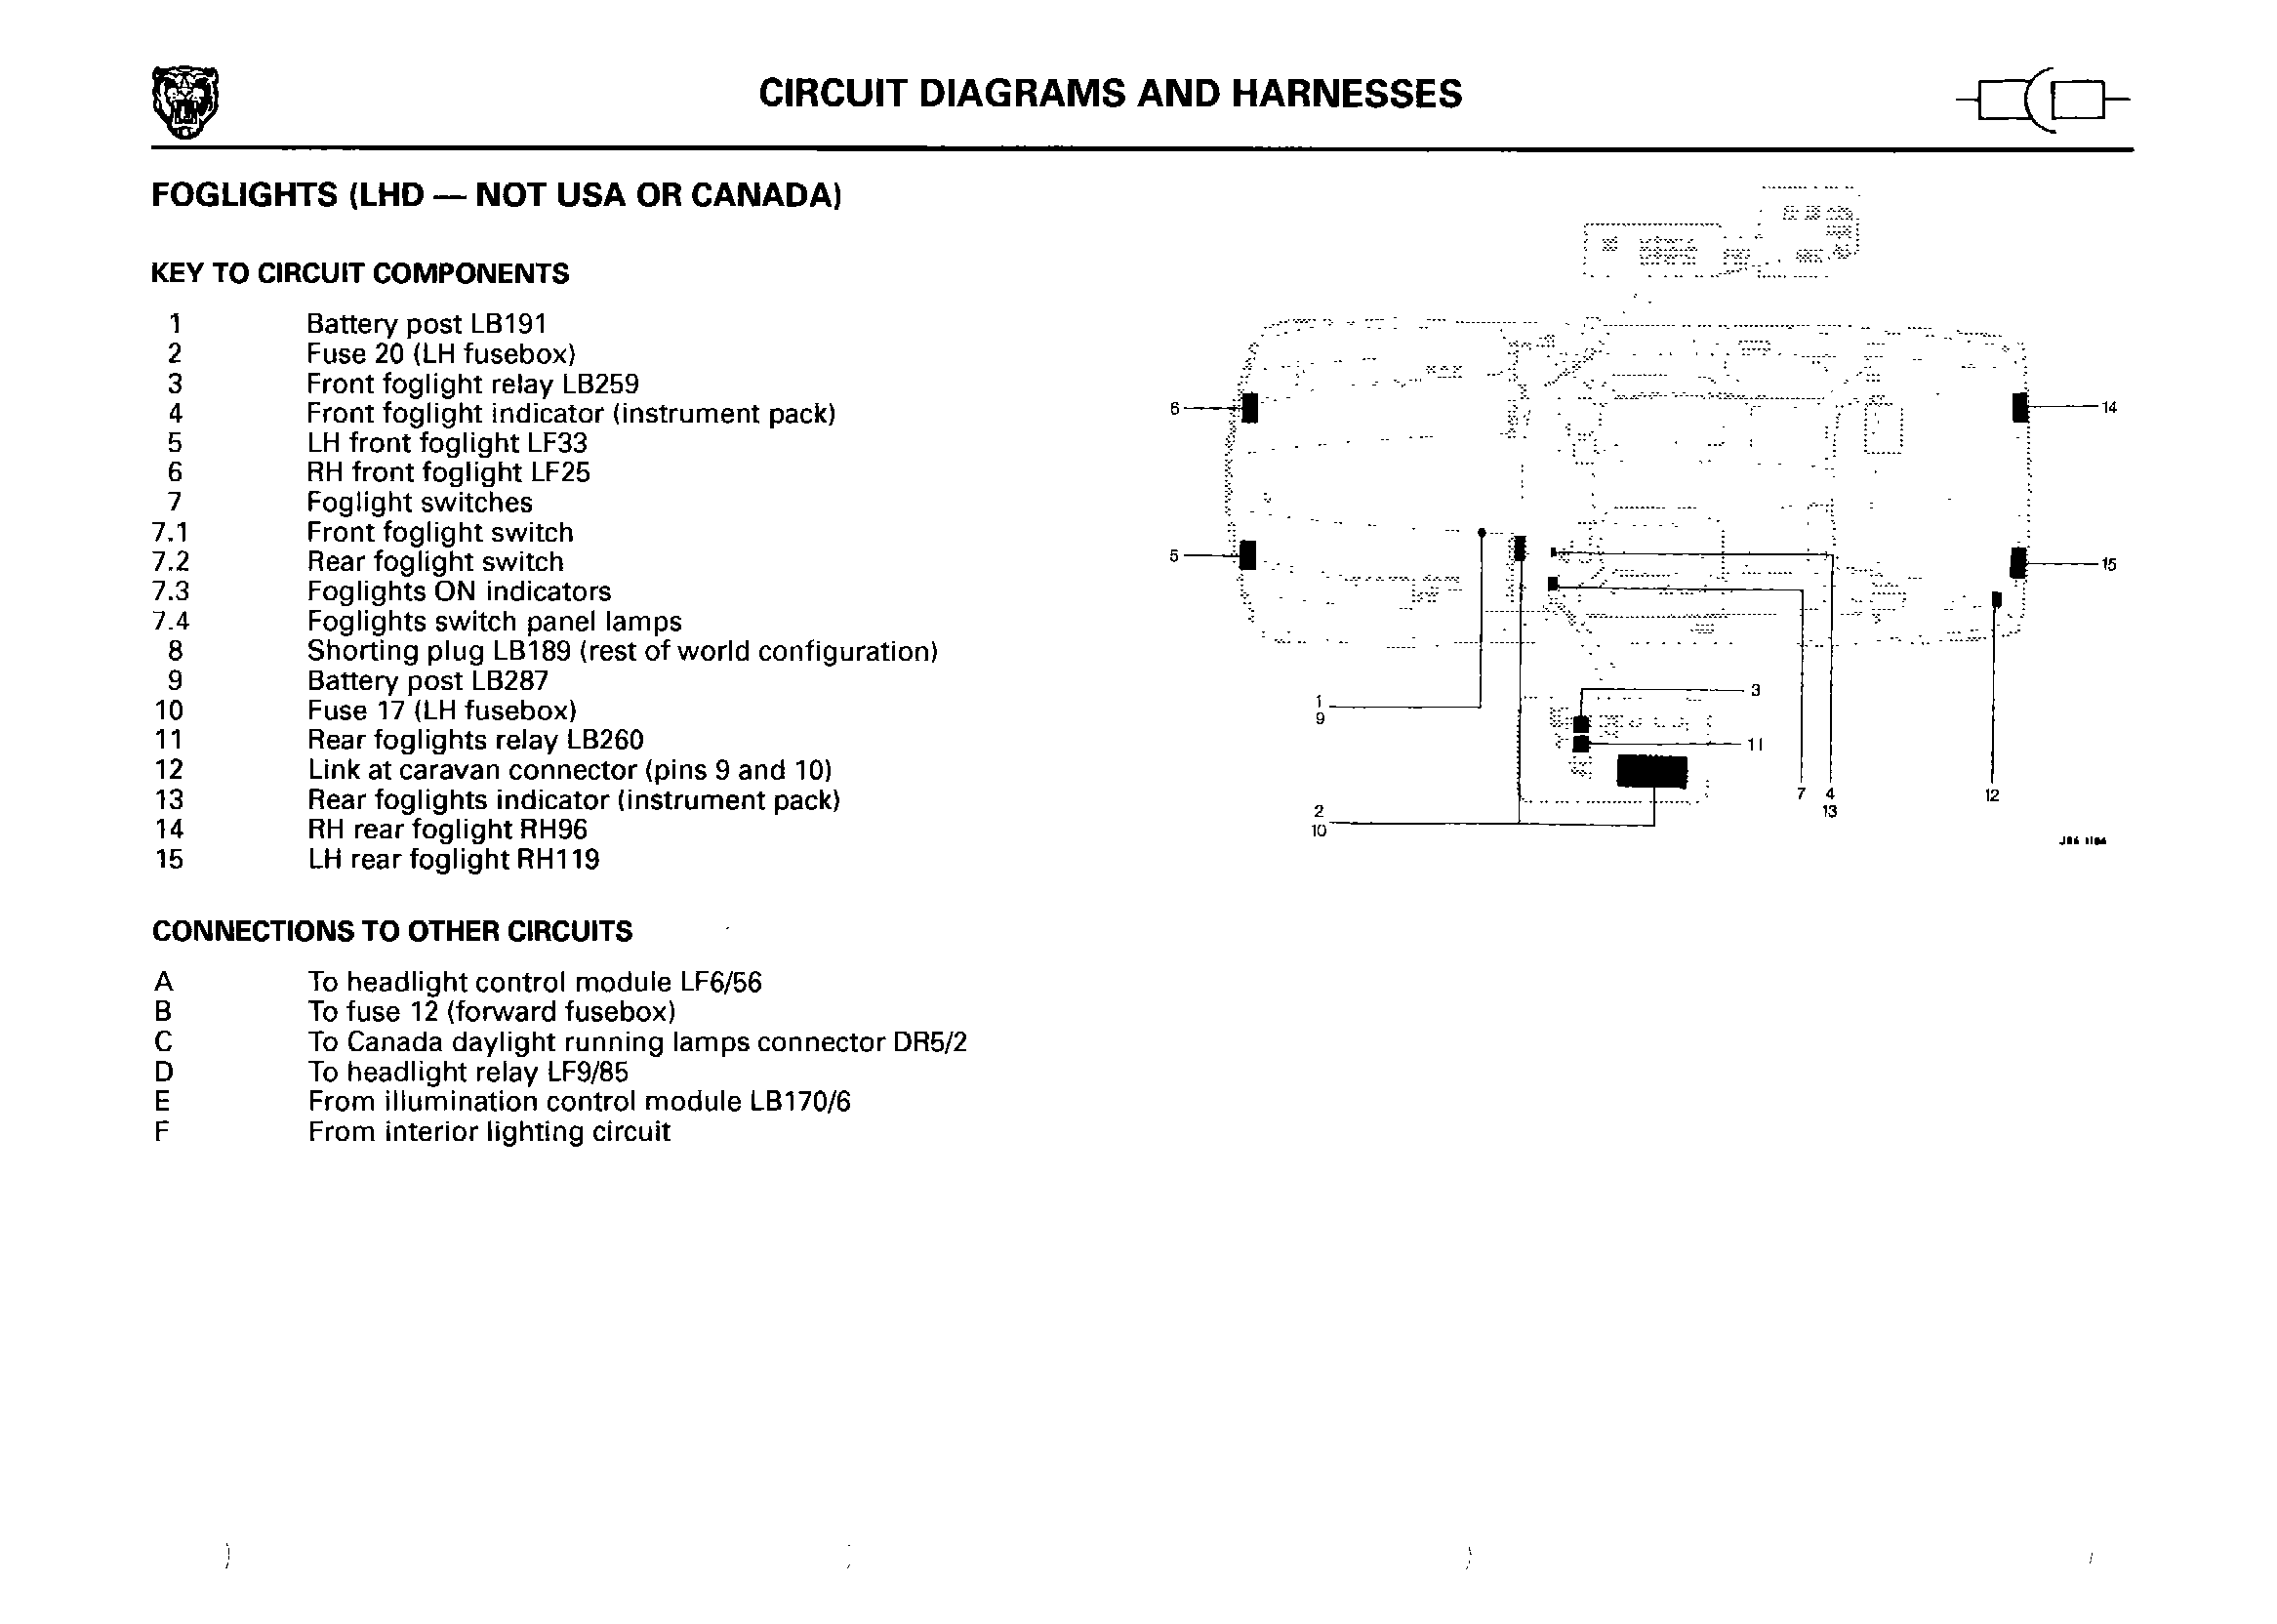 CIRCUIT DIAGRAMS AND HARNESSES
FOGLIGHTS (LHD — NOT USA OR CANADA)
KEY TO CIRCUIT COMPONENTS
1 Battery post LB191
2 Fuse 20 (LH fusebox)
3 Front foglight relay LB259
4 Front foglight indicator (instrument pack)
5 LH front foglight LF33
6 RH front foglight LF25
7 Foglight switches
7.1 Front foglight switch
7.2 Rear foglight switch
7.3 Foglights ON indicators
7.4 Foglights switch panel lamps
8 Shorting plug LB189 (rest of world configuration)
9 Battery post LB287
10 Fuse 17 (LH fusebox)
11 Rear foglights relay LB260
12 Link at caravan connector (pins 9 and 10)
13 Rear foglights indicator (instrument pack)
14 RH rear foglight RH96
15 LH rear foglight RH119
CONNECTIONS TO OTHER CIRCUITS
A To headlight control module LF6/56
B To fuse 12 (forward fusebox)
C To Canada daylight running lamps connector DR5/2
D To headlight relay LF9/85
E From illumination control module LB170/6
F From interior lighting circuit
6
14
5
15
1
9
3
11
7 4
13
12
2
10